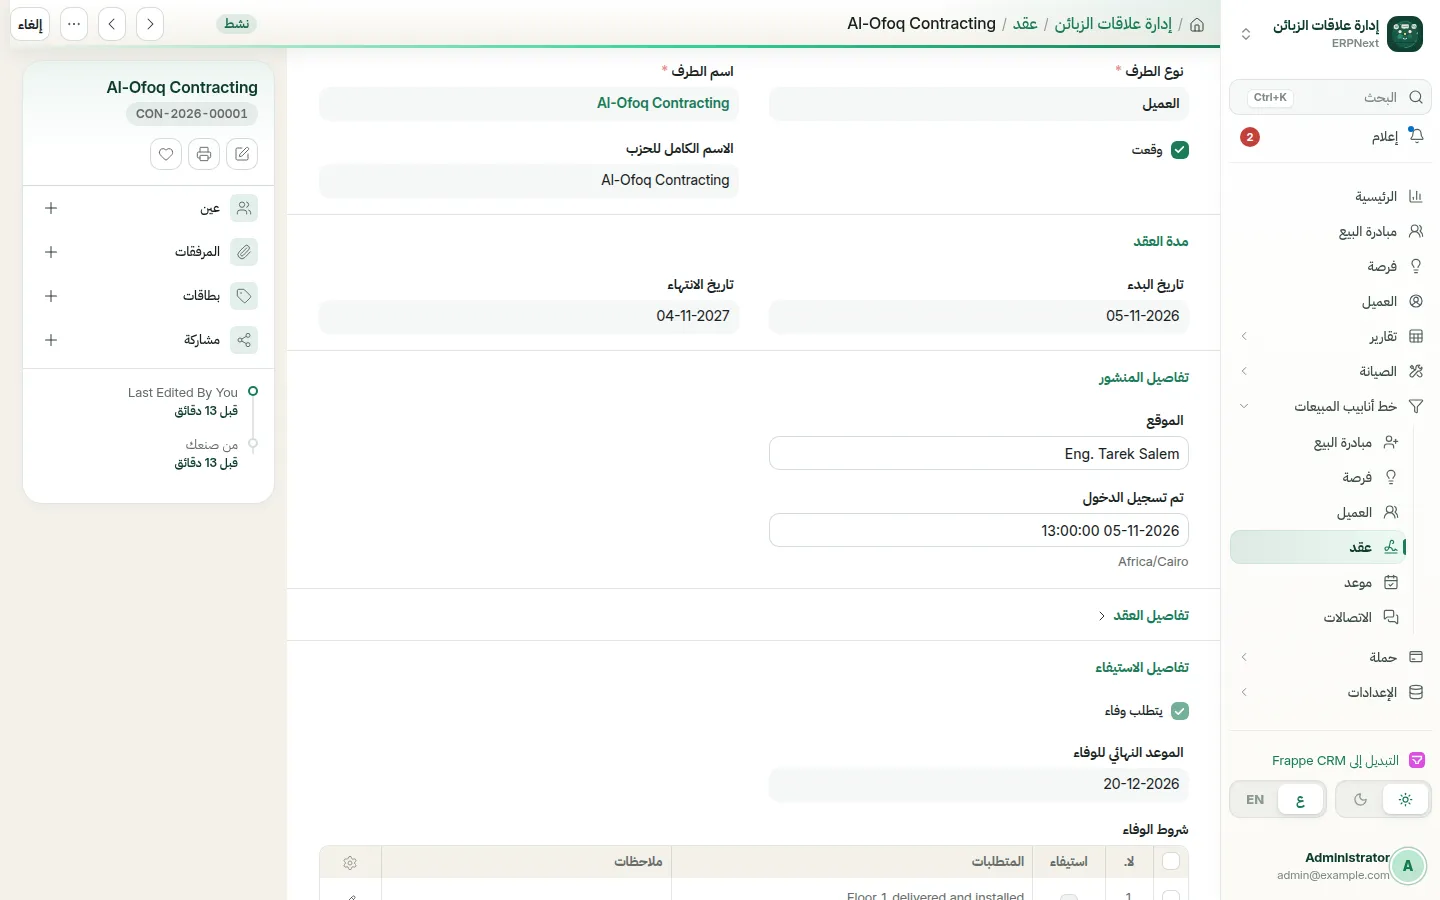 إدارة علاقات الزبائن
ERPNext
البحث
Ctrl+K
إعلام
2
الرئيسية
مبادرة البيع
فرصة
العميل
تقارير
الصيانة
خط أنابيب المبيعات
مبادرة البيع
فرصة
العميل
عقد
موعد
الاتصالات
حملة
الإعدادات
التبديل إلى Frappe CRM
ع
EN
A
Administrator
admin@example.com
إدارة علاقات الزبائن / عقد / Al-Ofoq Contracting
نشط
...
إلغاء
نوع الطرف *
العميل
اسم الطرف *
Al-Ofoq Contracting
وقعت
الاسم الكامل للحزب
Al-Ofoq Contracting
مدة العقد
تاريخ البدء
05-11-2026
تاريخ الانتهاء
04-11-2027
تفاصيل المنشور
الموقع
Eng. Tarek Salem
تم تسجيل الدخول
05-11-2026 13:00:00
Africa/Cairo
تفاصيل العقد
تفاصيل الاستيفاء
يتطلب وفاء
الموعد النهائي للوفاء
20-12-2026
شروط الوفاء
لا.
استيفاء
المتطلبات
ملاحظات
1
Floor 1 delivered and installed
Al-Ofoq Contracting
CON-2026-00001
عين
المرفقات
بطاقات
مشاركة
Last Edited By You
قبل 13 دقائق
من صنعك
قبل 13 دقائق